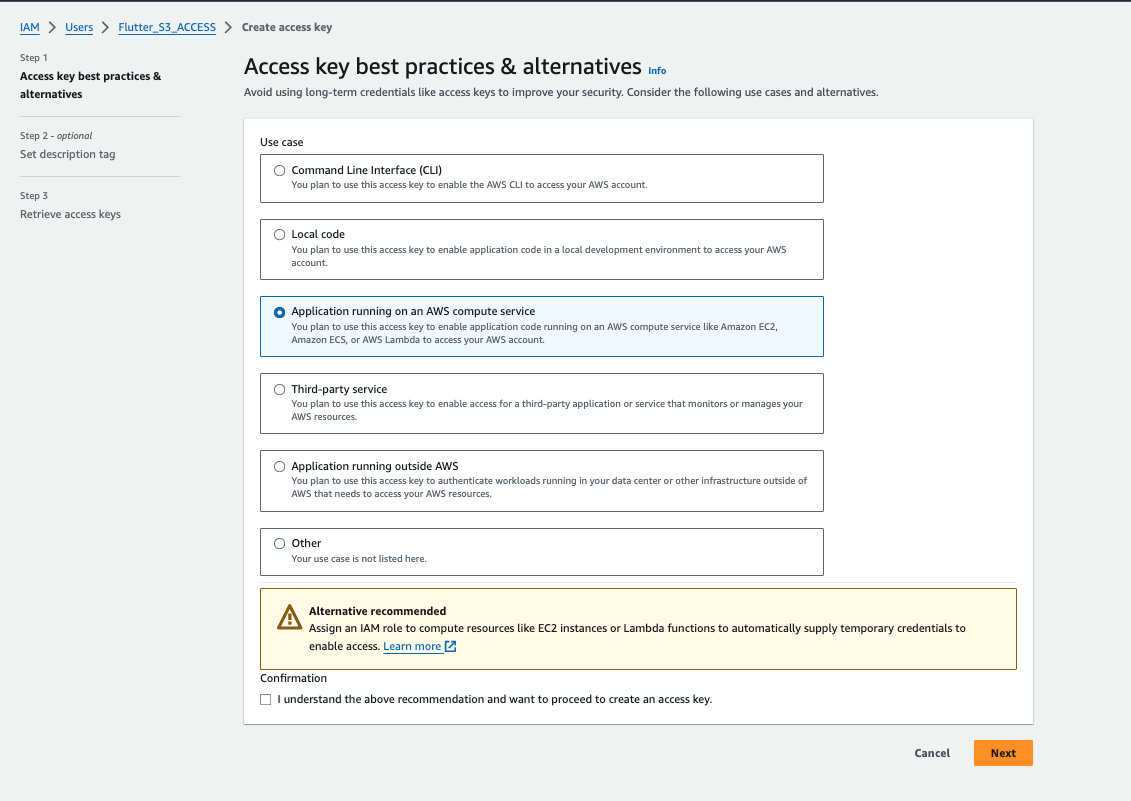 IAM > Users > Flutter_S3_ACCESS > Create access key
Step 1
Access key best practices &
alternatives
Step 2 - optional
Set description tag
Step 3
Retrieve access keys
Access key best practices & alternatives Info
Avoid using long-term credentials like access keys to improve your security. Consider the following use cases and alternatives.
Use case
Command Line Interface (CLI)
You plan to use this access key to enable the AWS CLI to access your AWS account.
Local code
You plan to use this access key to enable application code in a local development environment to access your AWS
account.
Application running on an AWS compute service
You plan to use this access key to enable application code running on an AWS compute service like Amazon EC2,
Amazon ECS, or AWS Lambda to access your AWS account.
Third-party service
You plan to use this access key to enable access for a third-party application or service that monitors or manages your
AWS resources.
Application running outside AWS
You plan to use this access key to authenticate workloads running in your data center or other infrastructure outside of
AWS that needs to access your AWS resources.
Other
Your use case is not listed here.
Alternative recommended
Assign an IAM role to compute resources like EC2 instances or Lambda functions to automatically supply temporary credentials to
enable access. Learn more
Confirmation
I understand the above recommendation and want to proceed to create an access key.
Cancel Next